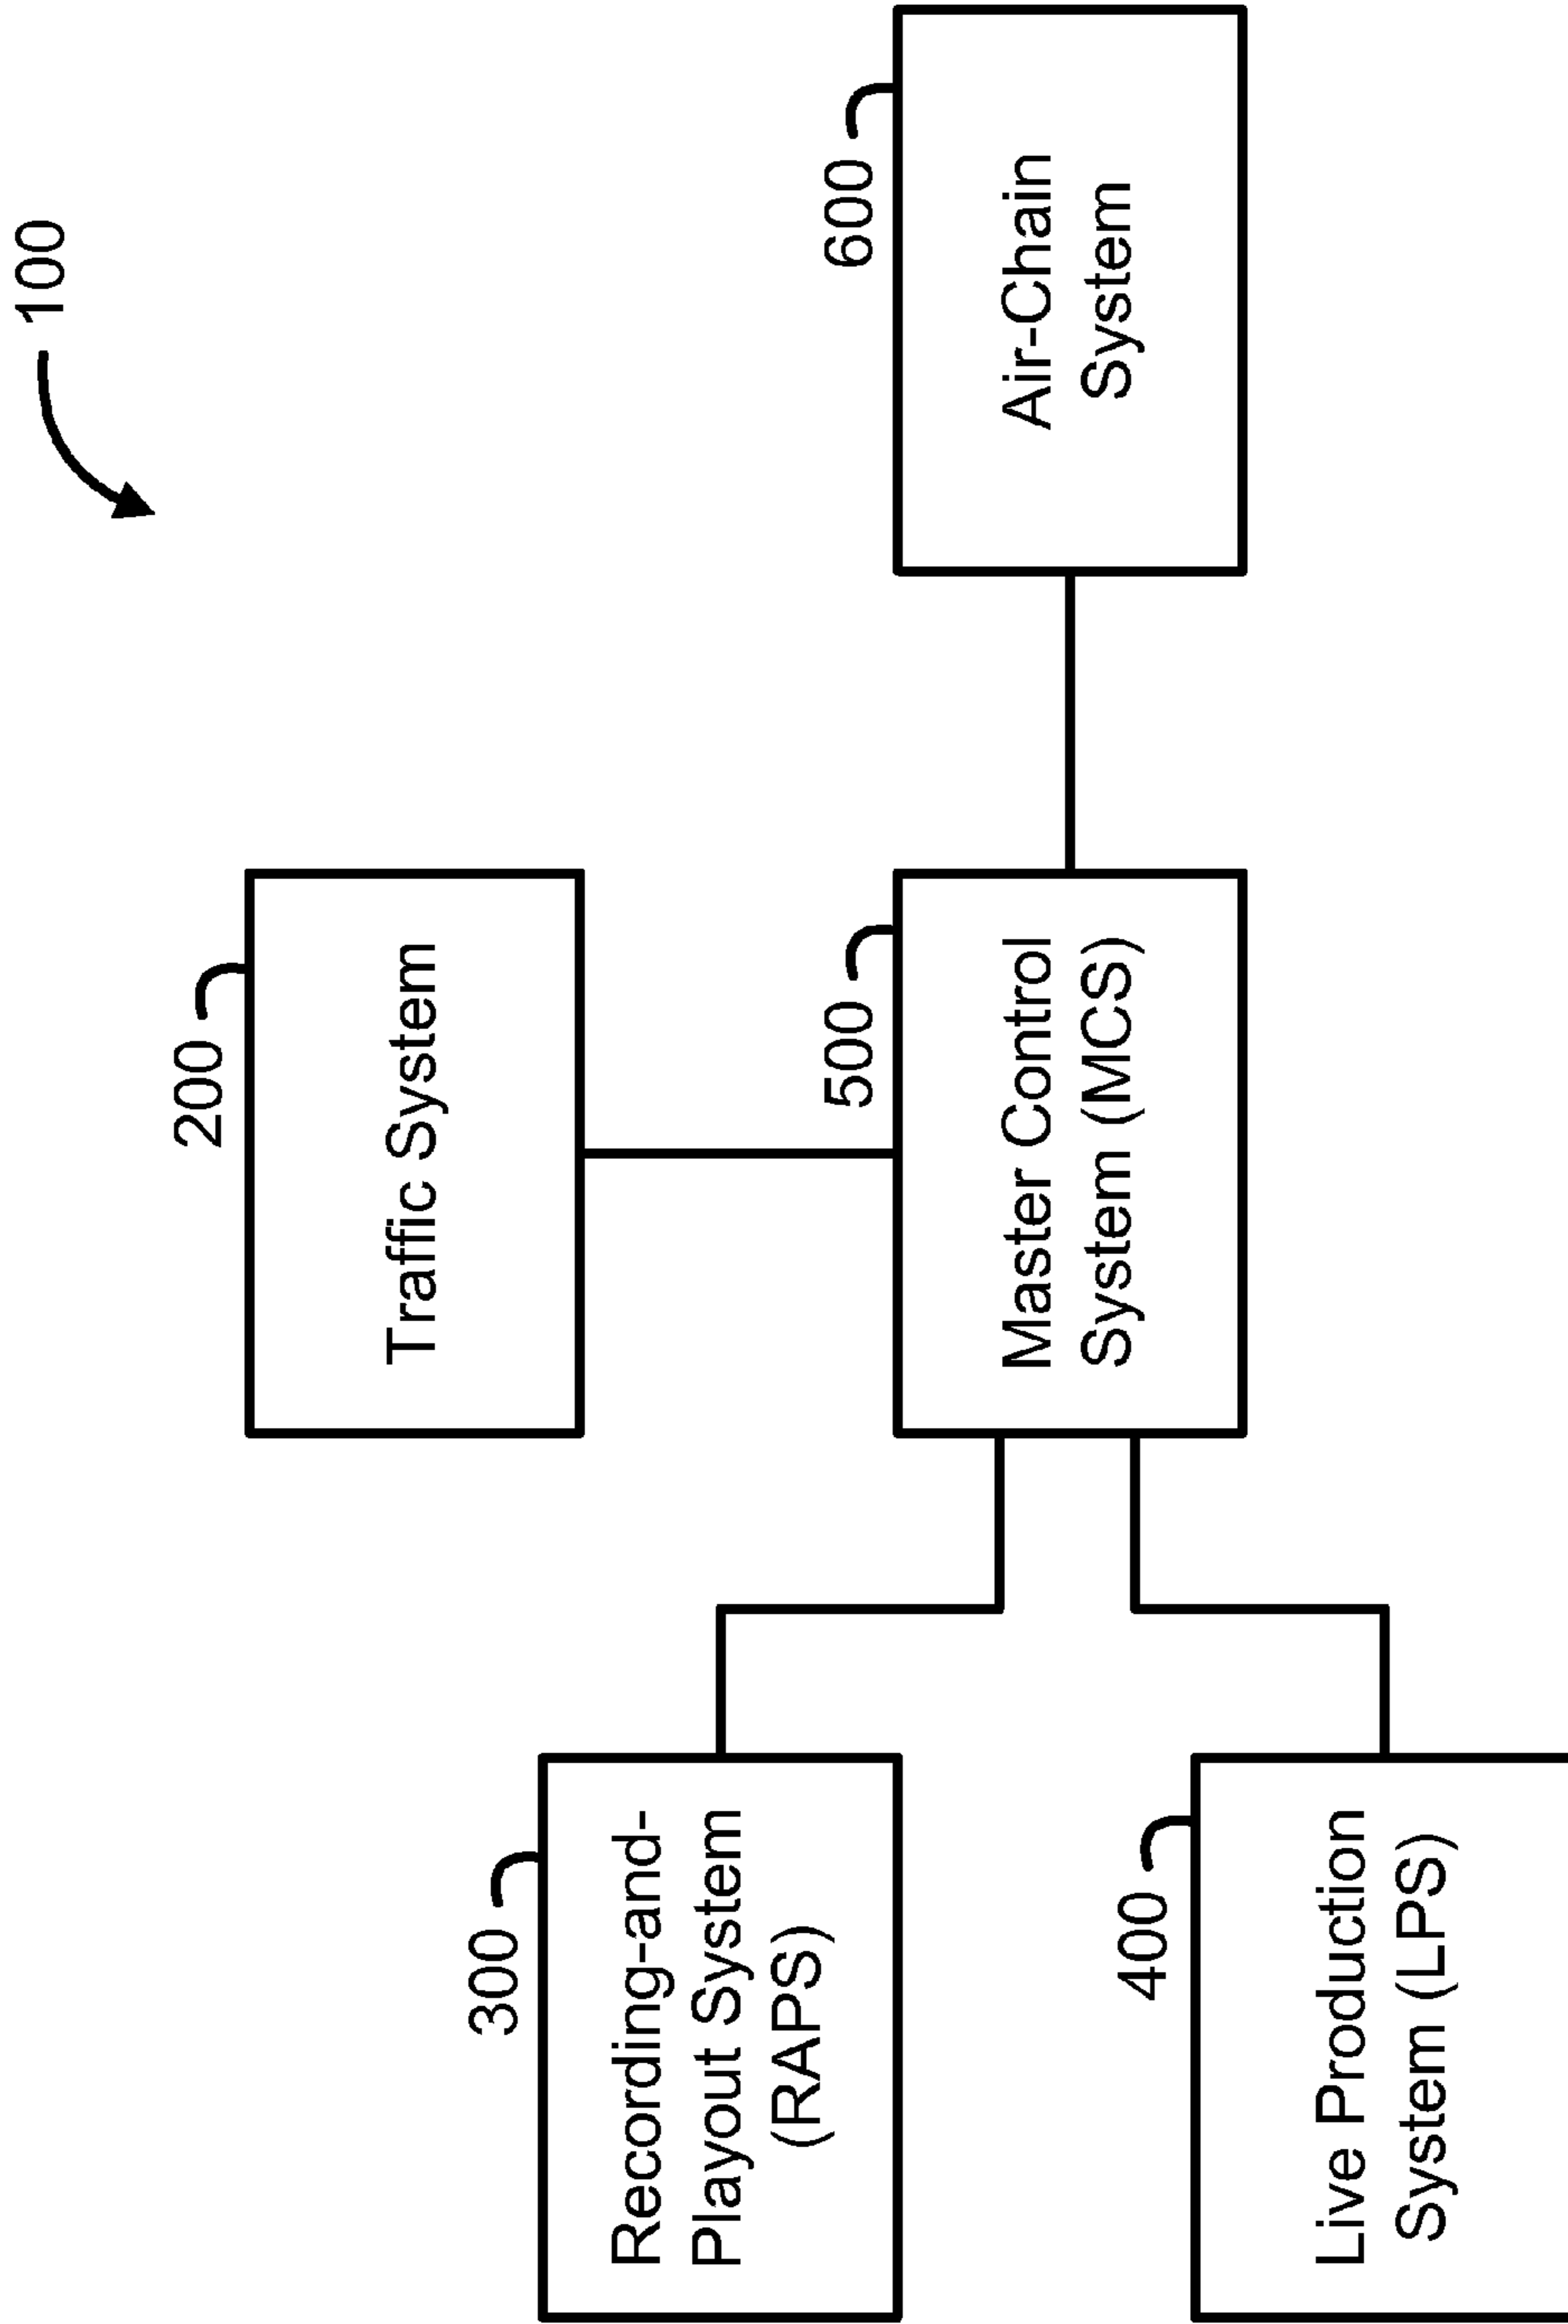 100
200
Traffic System
300
Recording-and-
Playout System
(RAPS)
500
Master Control
System (MCS)
600
Air-Chain
System
400
Live Production
System (LPS)